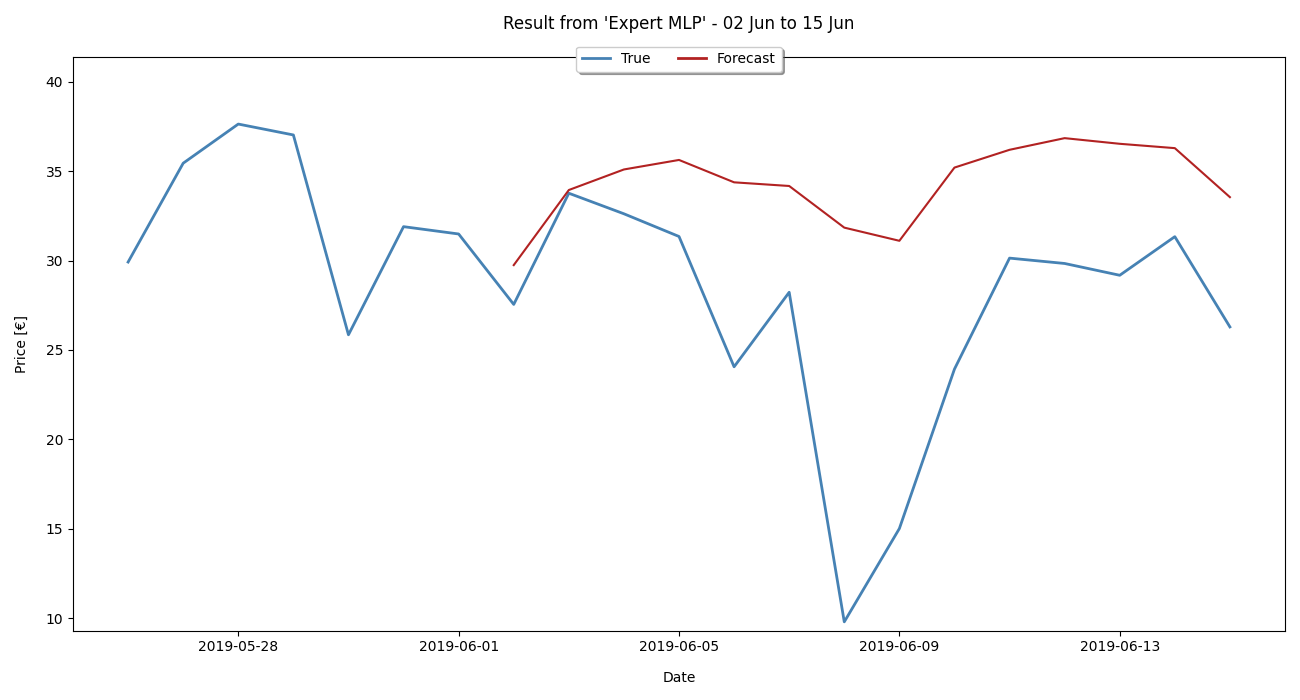 Result from 'Expert MLP' - 02 Jun to 15 Jun
True Forecast
40
35
30
25
20
15
10
Price [€]
2019-05-28 2019-06-01 2019-06-05 2019-06-09 2019-06-13
Date